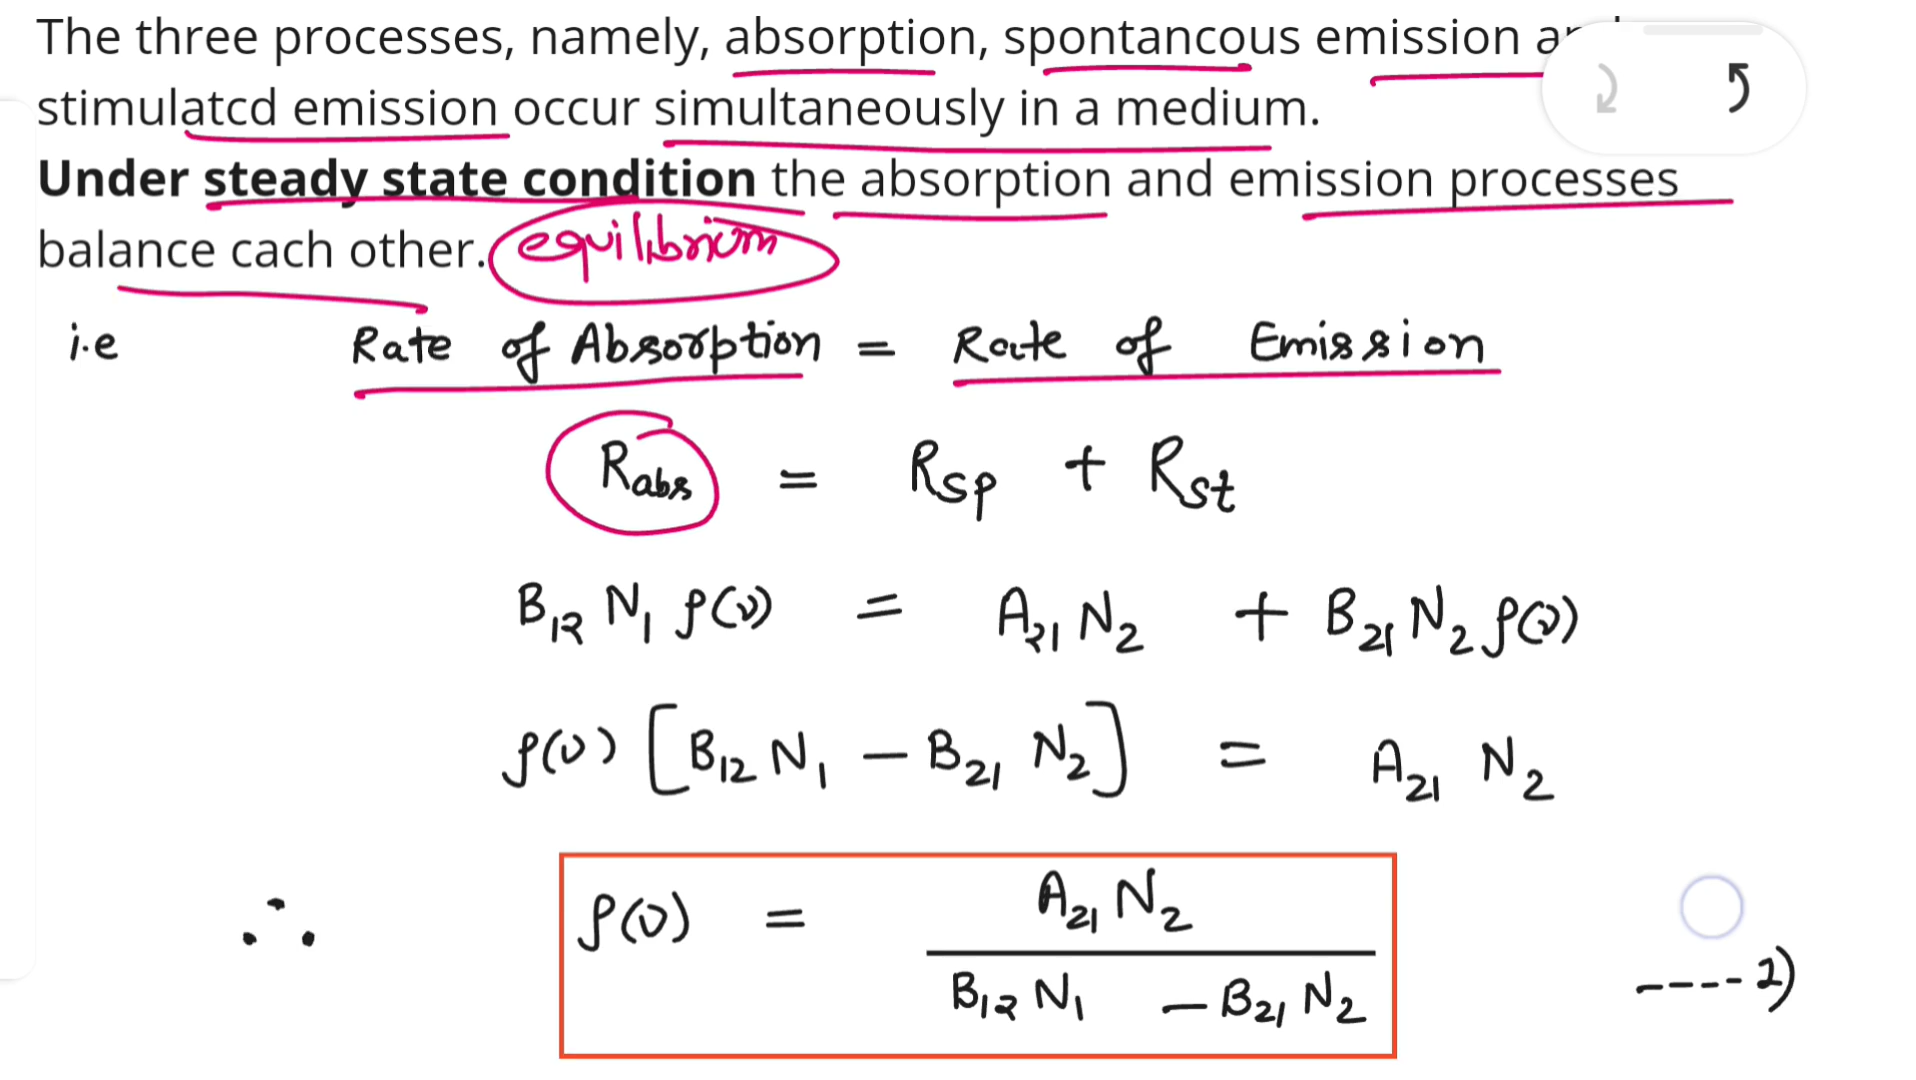 The three processes, namely, absorption, spontancous emission
stimulatcd emission occur simultaneously in a medium.
Under steady state condition the absorption and emission processes
balance cach other. equilibrium
i.e Rate of Absorption = Rate of Emission
Rabs = Rsp + Rst
B₁₂ N₁ ρ(ν) = A₂₁ N₂ + B₂₁ N₂ ρ(ν)
ρ(ν) [B₁₂ N₁ − B₂₁ N₂] = A₂₁ N₂
∴ ρ(ν) = A₂₁ N₂
B₁₂ N₁ − B₂₁ N₂ ----2)